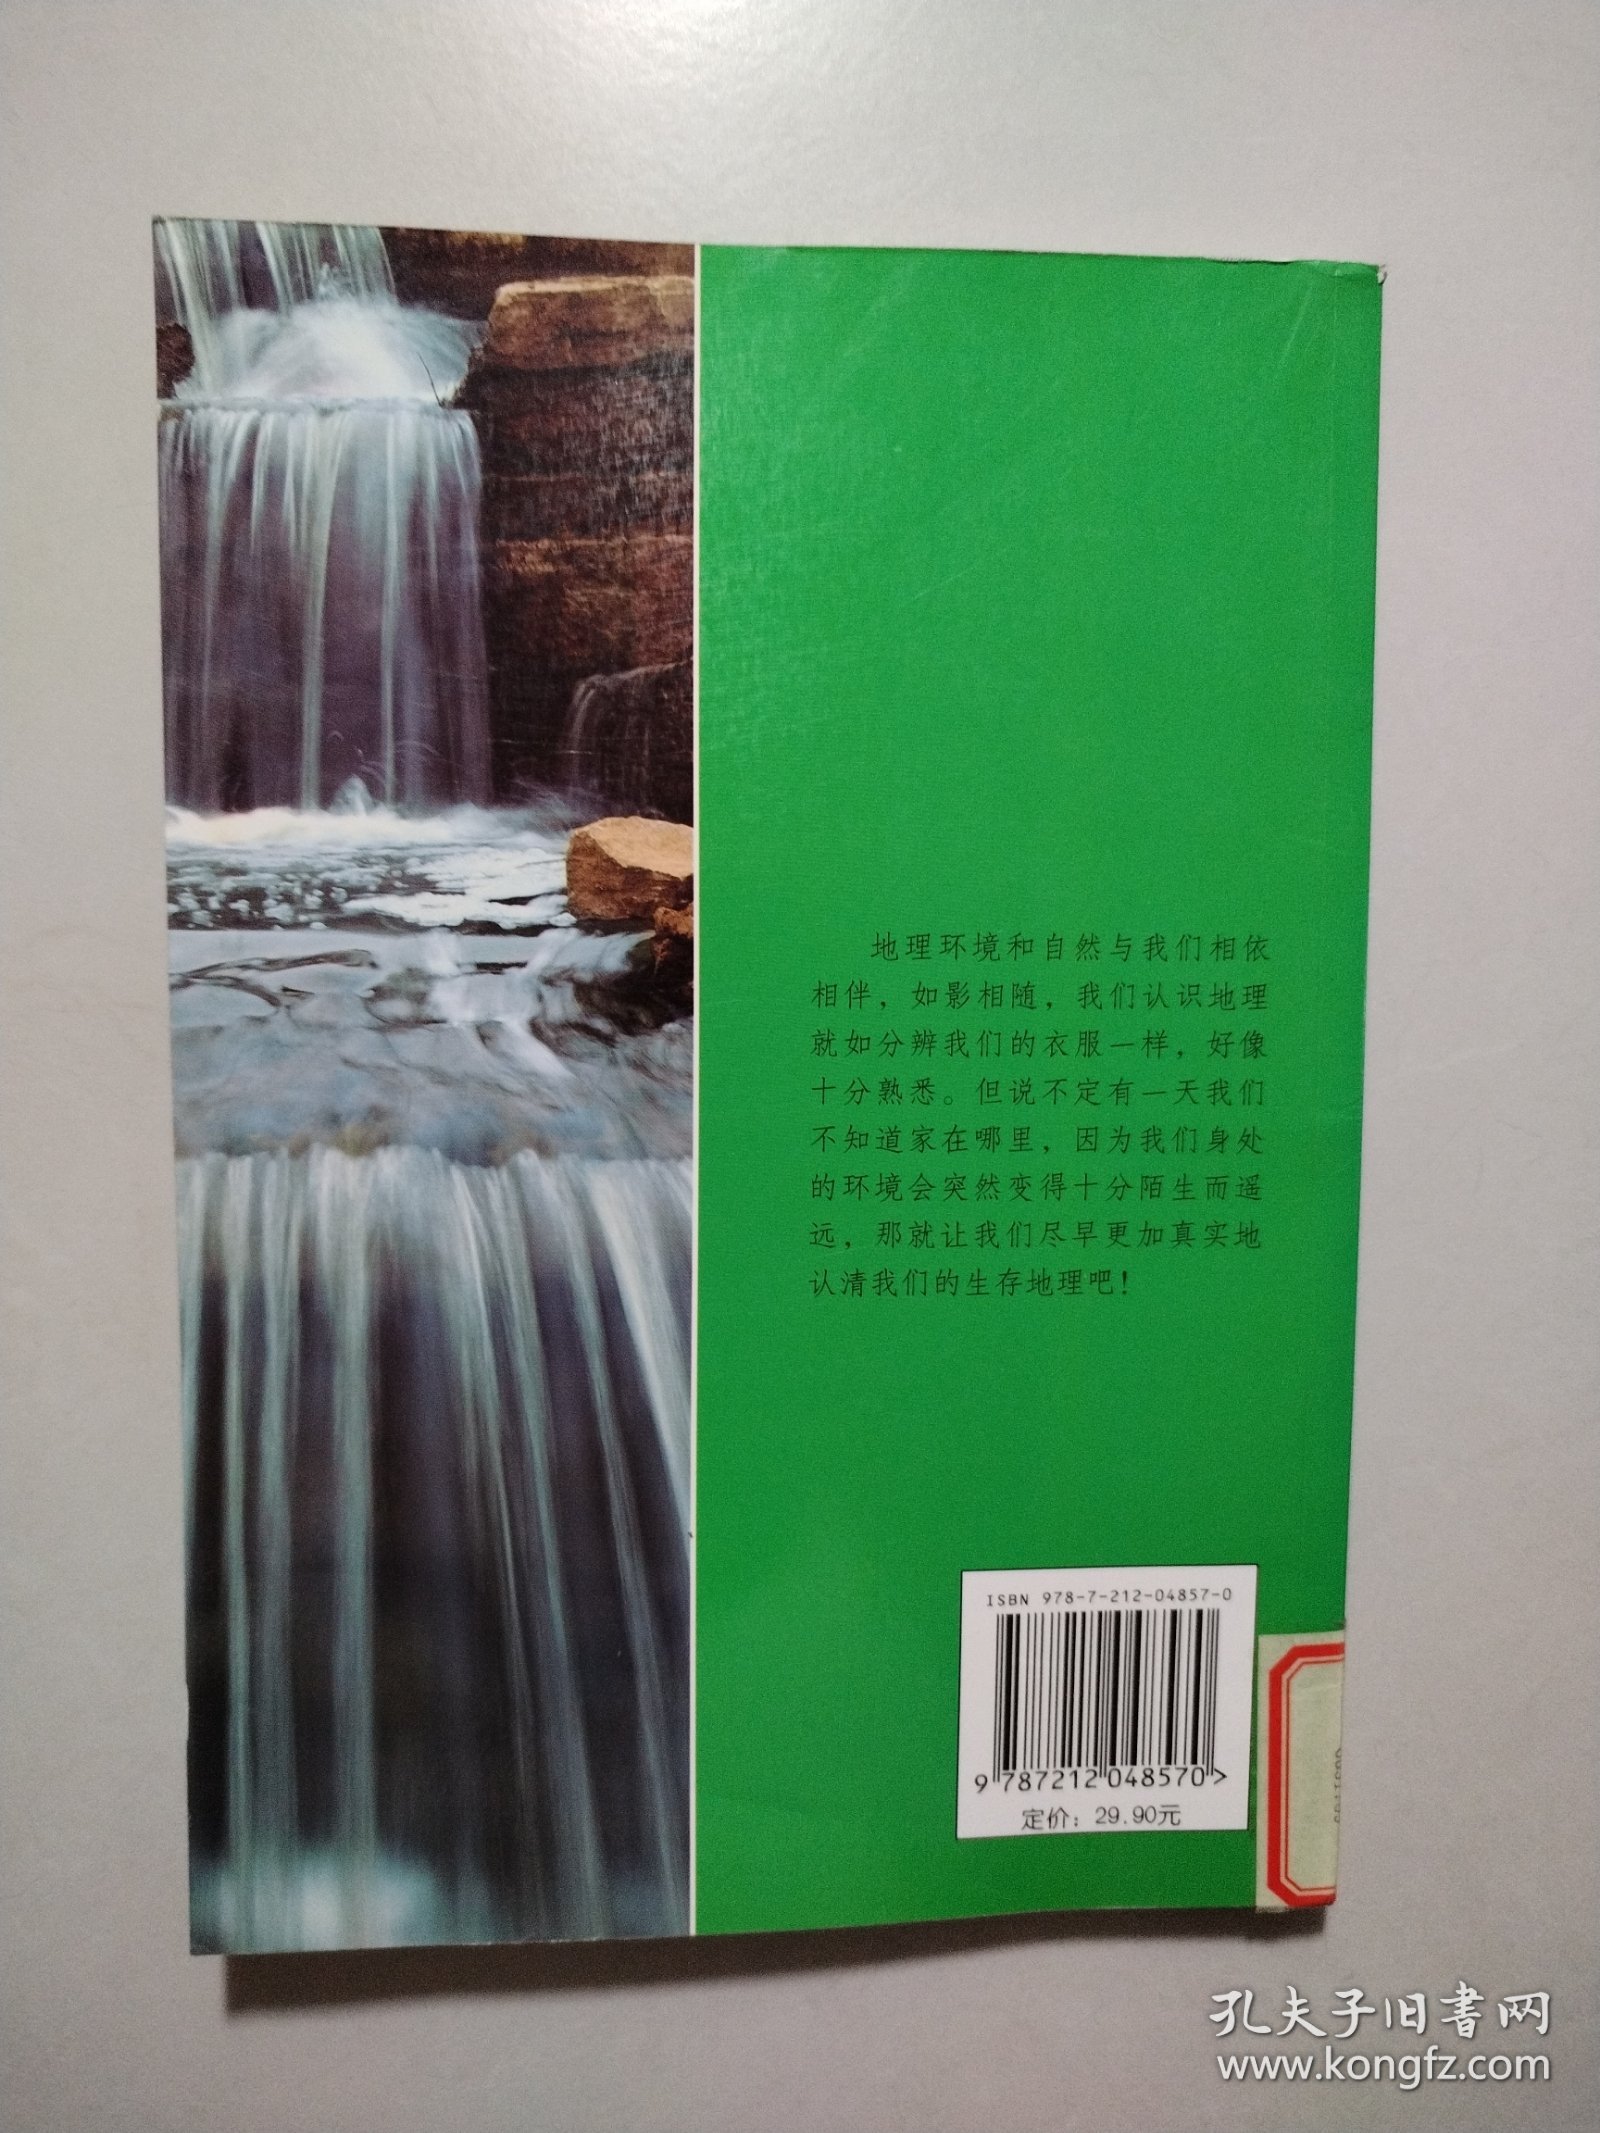 地理环境和自然与我们相依
相伴，如影相随，我们认识地理
就如分辨我们的衣服一样，好像
十分熟悉。但说不定有一天我们
不知道家在哪里，因为我们身处
的环境会突然变得十分陌生而遥
远，那就让我们尽早更加真实地
认清我们的生存地理吧！
ISBN 978-7-212-04857-0
9 787212 048570>
定价：29.90元
孔夫子旧书网
www.kongfz.com